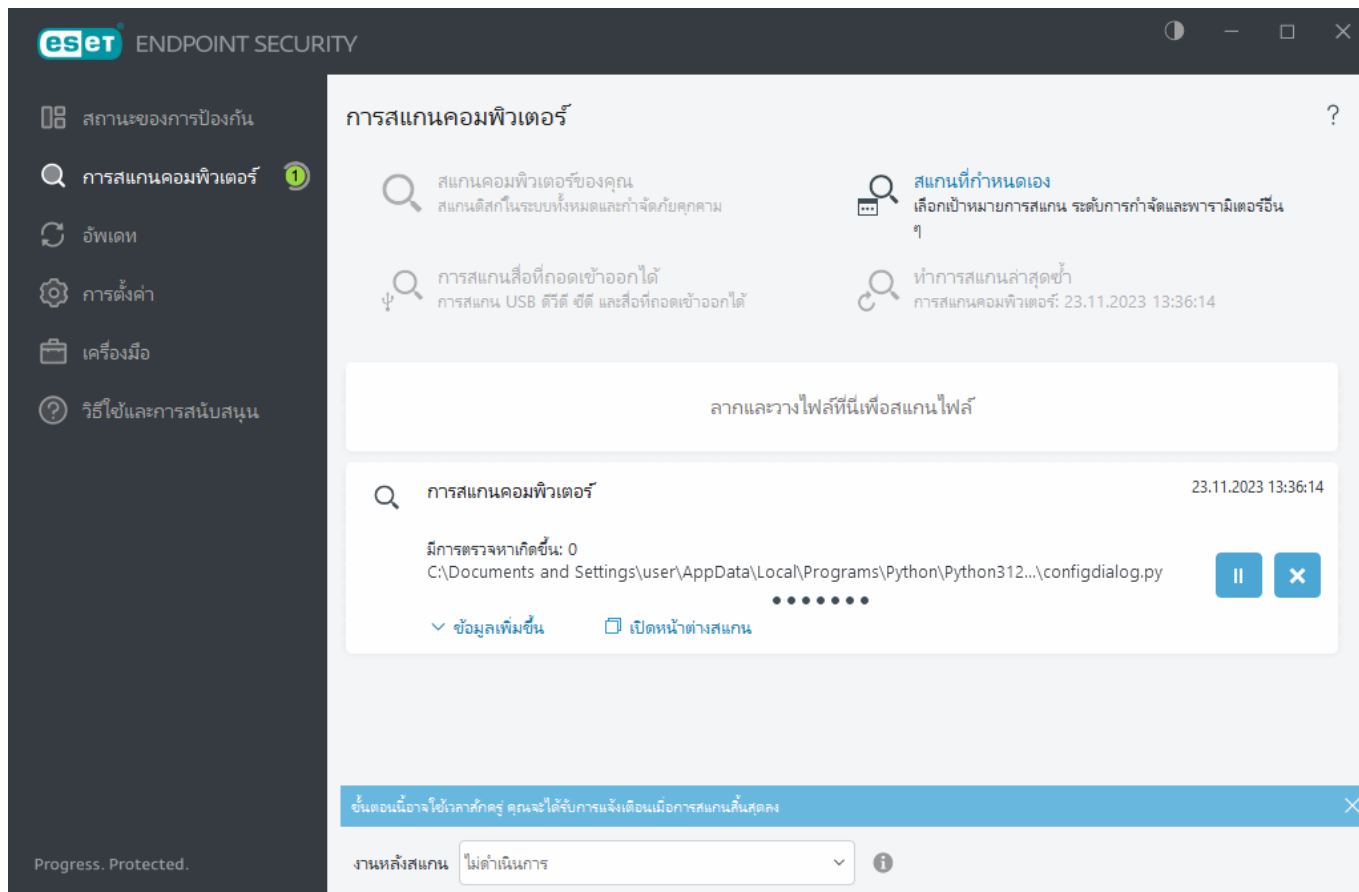 eset ENDPOINT SECURITY
สถานะของการป้องกัน
การสแกนคอมพิวเตอร์ 1
อัพเดท
การตั้งค่า
เครื่องมือ
วิธีใช้และการสนับสนุน
Progress. Protected.
การสแกนคอมพิวเตอร์ ?
สแกนคอมพิวเตอร์ของคุณ
สแกนดิสก์ในระบบทั้งหมดและกำจัดภัยคุกคาม
สแกนที่กำหนดเอง
เลือกเป้าหมายการสแกน ระดับการกำจัดและพารามิเตอร์อื่น
ๆ
การสแกนสื่อที่ถอดเข้าออกได้
การสแกน USB ดีวีดี ซีดี และสื่อที่ถอดเข้าออกได้
ทำการสแกนล่าสุดซ้ำ
การสแกนคอมพิวเตอร์: 23.11.2023 13:36:14
ลากและวางไฟล์ที่นี่เพื่อสแกนไฟล์
การสแกนคอมพิวเตอร์ 23.11.2023 13:36:14
มีการตรวจหาเกิดขึ้น: 0
C:\Documents and Settings\user\AppData\Local\Programs\Python\Python312...\configdialog.py
ข้อมูลเพิ่มขึ้น เปิดหน้าต่างสแกน
ขั้นตอนนี้อาจใช้เวลาสักครู่ คุณจะได้รับการแจ้งเตือนเมื่อการสแกนสิ้นสุดลง
งานหลังสแกน ไม่ดำเนินการ